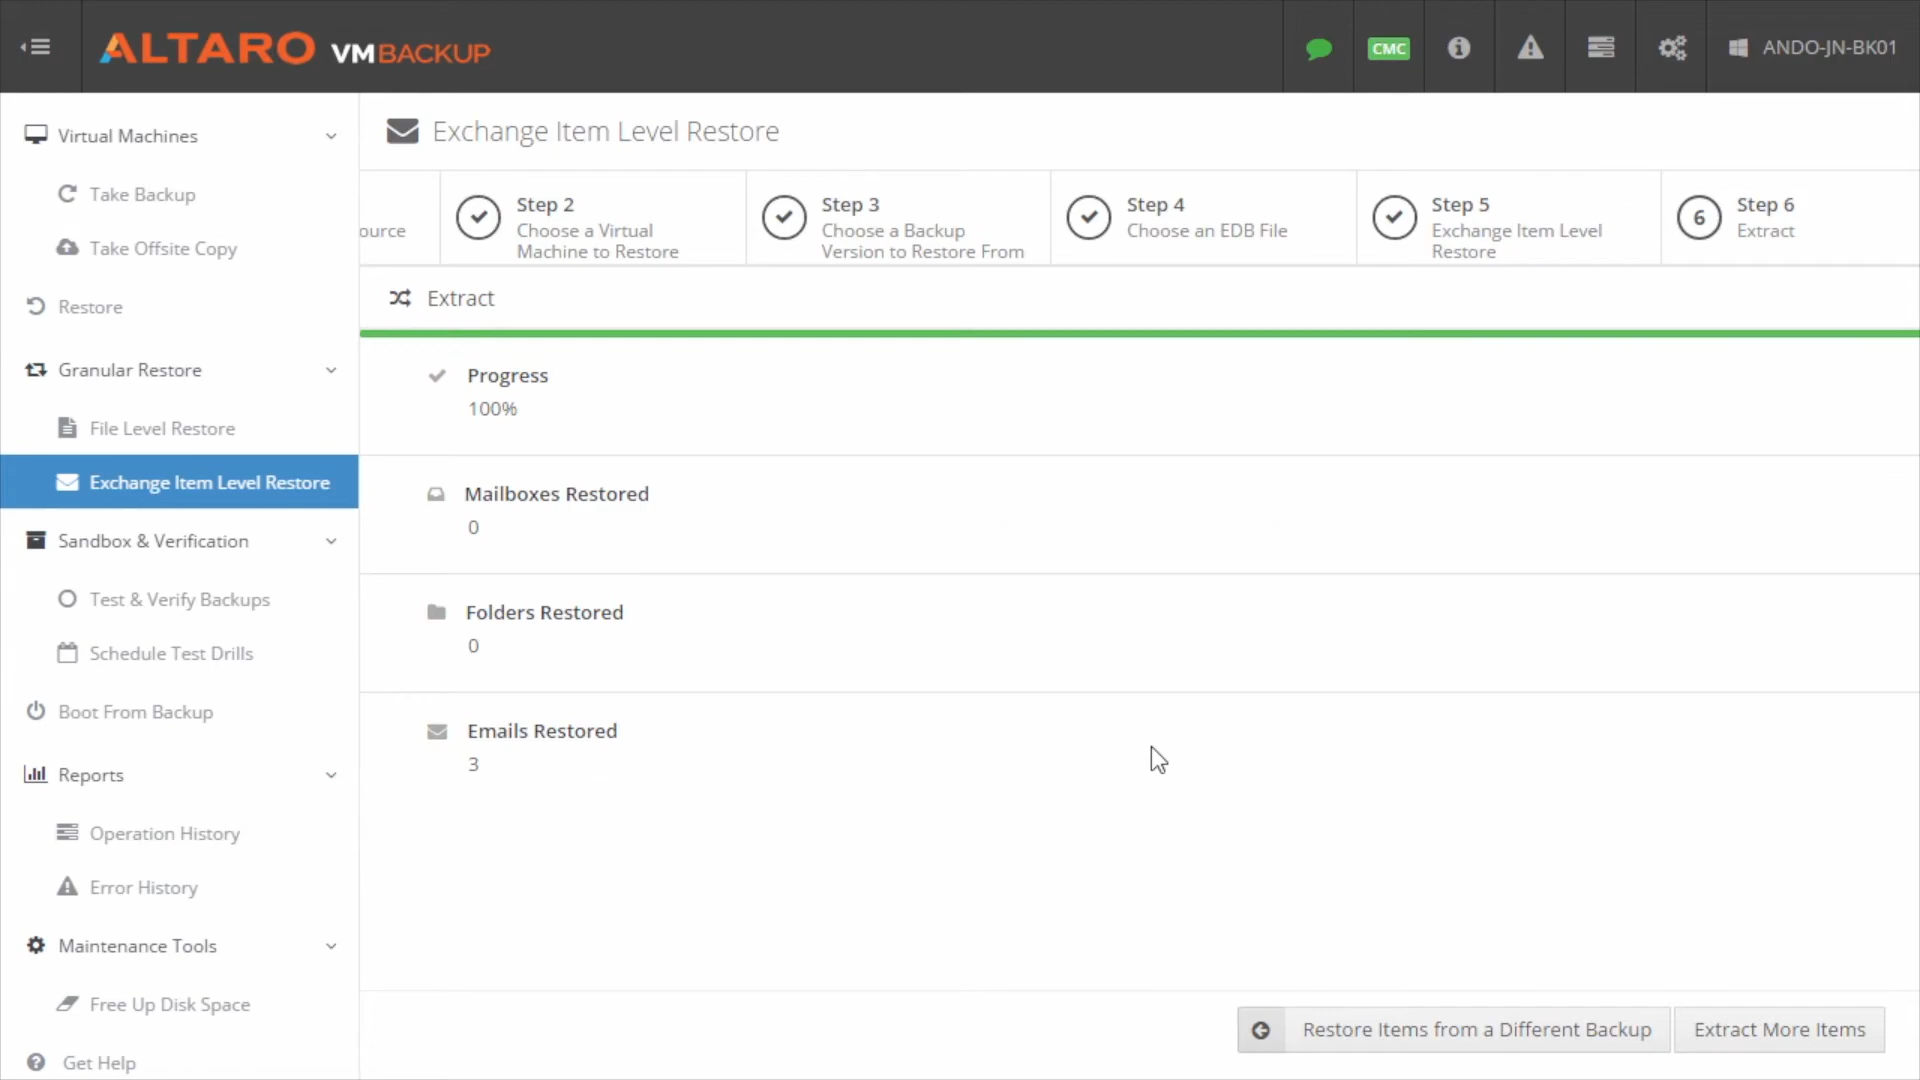 ALTARO VMBACKUP
CMC
ANDO-JN-BK01
Virtual Machines
Take Backup
Take Offsite Copy
Restore
Granular Restore
File Level Restore
Exchange Item Level Restore
Sandbox & Verification
Test & Verify Backups
Schedule Test Drills
Boot From Backup
Reports
Operation History
Error History
Maintenance Tools
Free Up Disk Space
Get Help
Exchange Item Level Restore
ource
Step 2
Choose a Virtual
Machine to Restore
Step 3
Choose a Backup
Version to Restore From
Step 4
Choose an EDB File
Step 5
Exchange Item Level
Restore
6
Step 6
Extract
Extract
Progress
100%
Mailboxes Restored
0
Folders Restored
0
Emails Restored
3
Restore Items from a Different Backup
Extract More Items